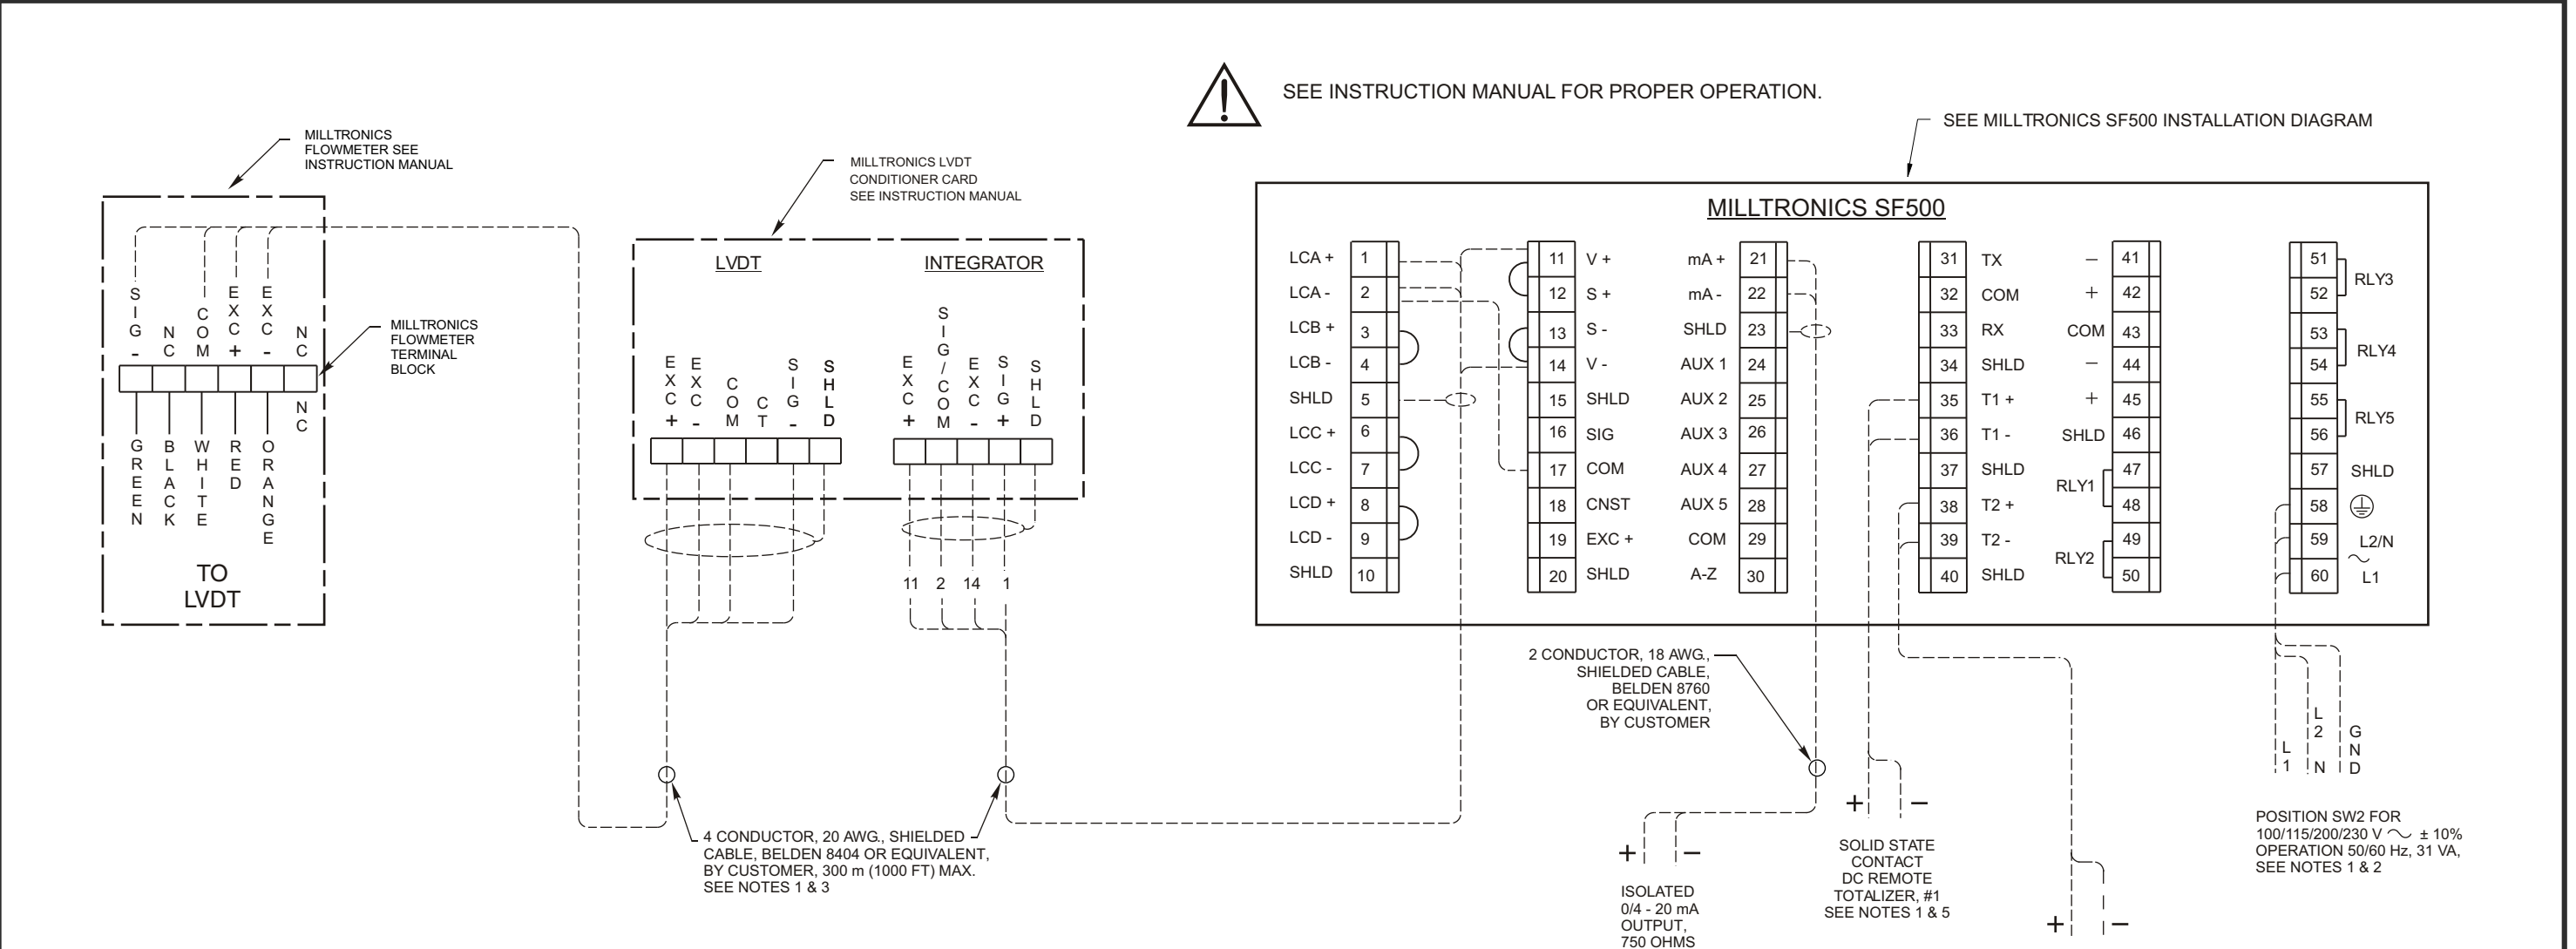 SEE INSTRUCTION MANUAL FOR PROPER OPERATION.
SEE MILLTRONICS SF500 INSTALLATION DIAGRAM
MILLTRONICS
FLOWMETER SEE
INSTRUCTION MANUAL
SIG - NC COM EXC + EXC - NC
MILLTRONICS
FLOWMETER
TERMINAL
BLOCK
NC
GREEN BLACK WHITE RED ORANGE
TO
LVDT
MILLTRONICS LVDT
CONDITIONER CARD
SEE INSTRUCTION MANUAL
LVDT
EXC + EXC - COM CT SIG - SHLD
INTEGRATOR
EXC + SIG/COM EXC - SIG + SHLD
11 2 14 1
4 CONDUCTOR, 20 AWG., SHIELDED
CABLE, BELDEN 8404 OR EQUIVALENT,
BY CUSTOMER, 300 m (1000 FT) MAX.
SEE NOTES 1 & 3
MILLTRONICS SF500
LCA + 1
LCA - 2
LCB + 3
LCB - 4
SHLD 5
LCC + 6
LCC - 7
LCD + 8
LCD - 9
SHLD 10
11 V +
12 S +
13 S -
14 V -
15 SHLD
16 SIG
17 COM
18 CNST
19 EXC +
20 SHLD
mA + 21
mA - 22
SHLD 23
AUX 1 24
AUX 2 25
AUX 3 26
AUX 4 27
AUX 5 28
COM 29
A-Z 30
31 TX
32 COM
33 RX
34 SHLD
35 T1 +
36 T1 -
37 SHLD
38 T2 +
39 T2 -
40 SHLD
− 41
+ 42
COM 43
− 44
+ 45
SHLD 46
47
RLY1
48
49
RLY2
50
51
RLY3
52
53
RLY4
54
55
RLY5
56
57 SHLD
58
59 L2/N
60 L1
2 CONDUCTOR, 18 AWG.,
SHIELDED CABLE,
BELDEN 8760
OR EQUIVALENT,
BY CUSTOMER
+ −
ISOLATED
0/4 - 20 mA
OUTPUT,
750 OHMS
+ −
SOLID STATE
CONTACT
DC REMOTE
TOTALIZER, #1
SEE NOTES 1 & 5
+ −
L1 L2 N GND
POSITION SW2 FOR
100/115/200/230 V ± 10%
OPERATION 50/60 Hz, 31 VA,
SEE NOTES 1 & 2